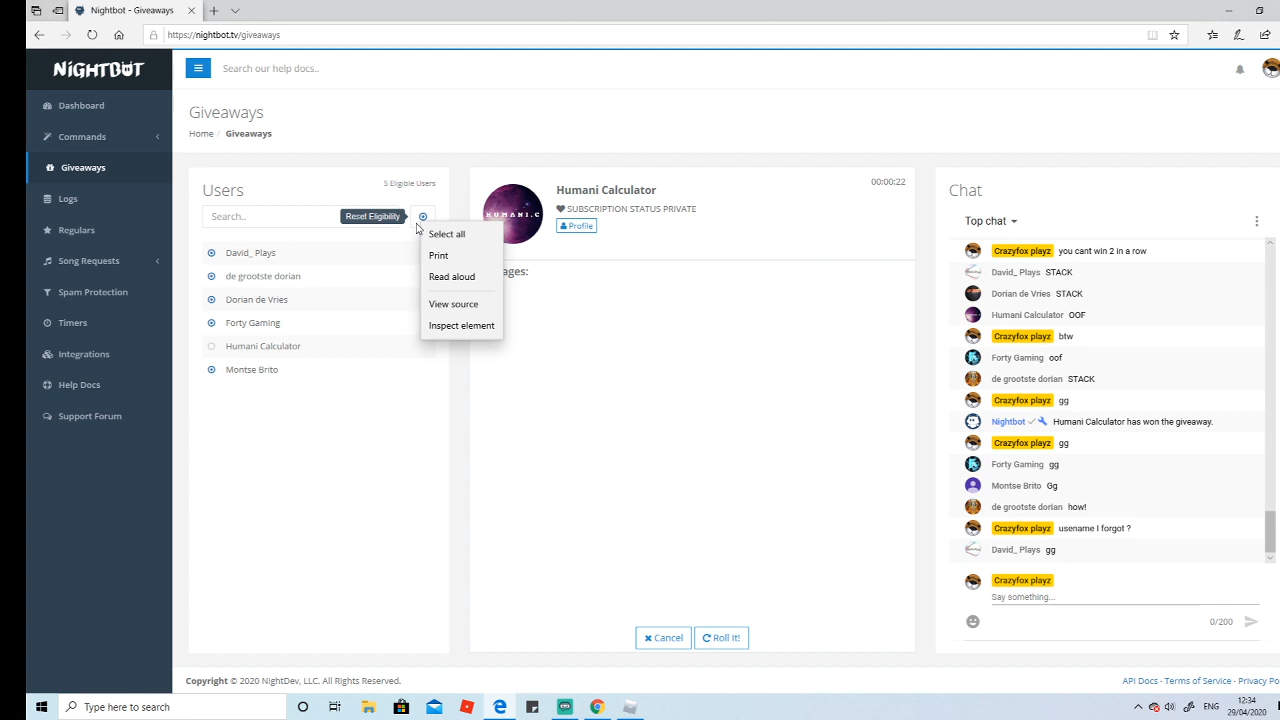 Nightbot - Giveaways
https://nightbot.tv/giveaways
NIGHTBOT
Search our help docs..
Dashboard
Commands
Giveaways
Logs
Regulars
Song Requests
Spam Protection
Timers
Integrations
Help Docs
Support Forum
Giveaways
Home / Giveaways
Users
5 Eligible Users
Search..
Reset Eligibility
David_ Plays
de grootste dorian
Dorian de Vries
Forty Gaming
Humani Calculator
Montse Brito
Select all
Print
Read aloud
View source
Inspect element
HUMANI.C
Humani Calculator
00:00:22
SUBSCRIPTION STATUS PRIVATE
Profile
ages:
Cancel
Roll It!
Chat
Top chat
Crazyfox playz you cant win 2 in a row
David_ Plays STACK
Dorian de Vries STACK
Humani Calculator OOF
Crazyfox playz btw
Forty Gaming oof
de grootste dorian STACK
Crazyfox playz gg
Nightbot Humani Calculator has won the giveaway.
Crazyfox playz gg
Forty Gaming gg
Montse Brito Gg
de grootste dorian how!
Crazyfox playz usename I forgot ?
David_ Plays gg
Crazyfox playz
Say something...
0/200
Copyright © 2020 NightDev, LLC. All Rights Reserved.
API Docs - Terms of Service - Privacy Po
Type here to search
ENG
12:34
29/04/2020